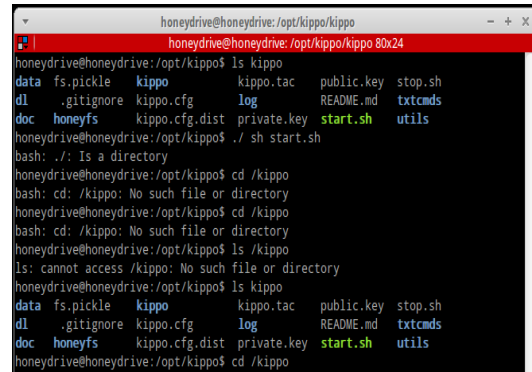 honeydrive@honeydrive: /opt/kippo/kippo
honeydrive@honeydrive: /opt/kippo/kippo 80x24
honeydrive@honeydrive:/opt/kippo$ ls kippo
data fs.pickle kippo kippo.tac public.key stop.sh
dl .gitignore kippo.cfg log README.md txtcmds
doc honeyfs kippo.cfg.dist private.key start.sh utils
honeydrive@honeydrive:/opt/kippo$ ./ sh start.sh
bash: ./: Is a directory
honeydrive@honeydrive:/opt/kippo$ cd /kippo
bash: cd: /kippo: No such file or directory
honeydrive@honeydrive:/opt/kippo$ cd /kippo
bash: cd: /kippo: No such file or directory
honeydrive@honeydrive:/opt/kippo$ ls /kippo
ls: cannot access /kippo: No such file or directory
honeydrive@honeydrive:/opt/kippo$ ls kippo
data fs.pickle kippo kippo.tac public.key stop.sh
dl .gitignore kippo.cfg log README.md txtcmds
doc honeyfs kippo.cfg.dist private.key start.sh utils
honeydrive@honeydrive:/opt/kippo$ cd /kippo